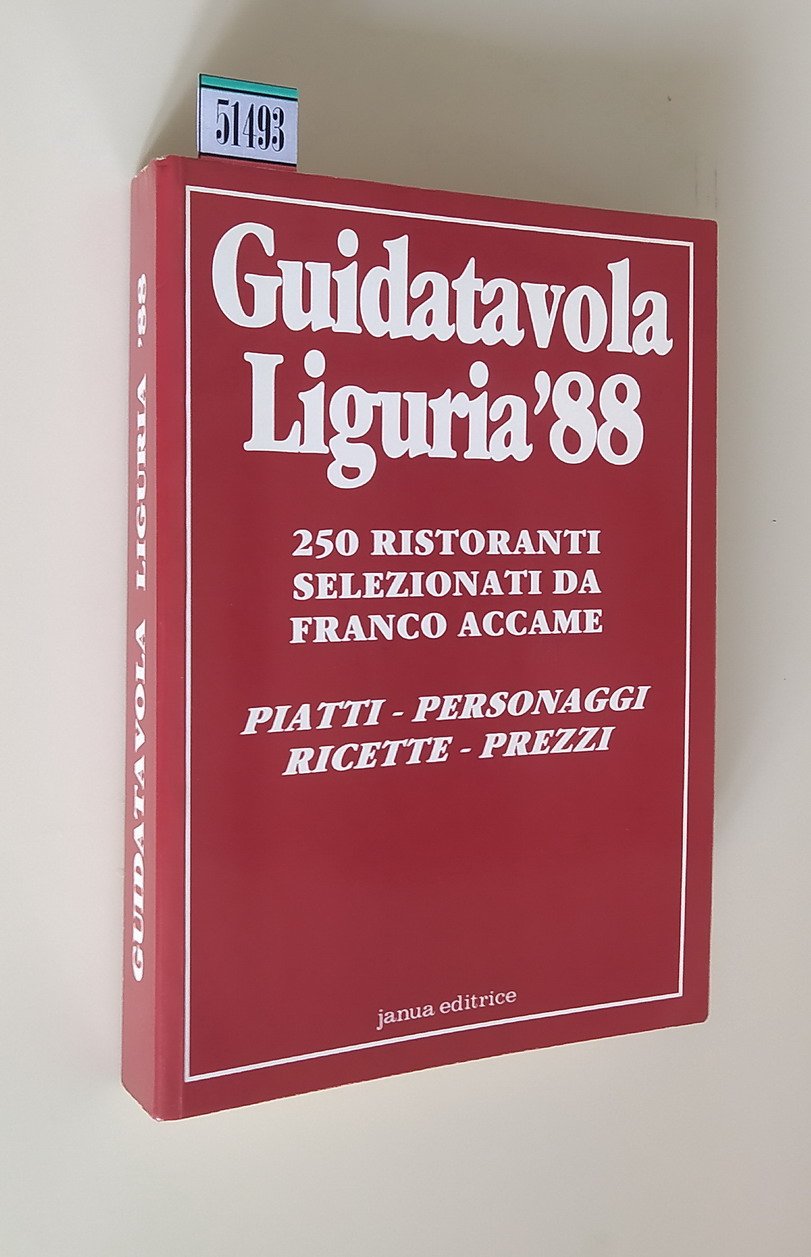 51493
Guidatavola
Liguria '88
250 RISTORANTI
SELEZIONATI DA
FRANCO ACCAME
PIATTI - PERSONAGGI
RICETTE - PREZZI
janua editrice
GUIDATAVOLA LIGURIA '88